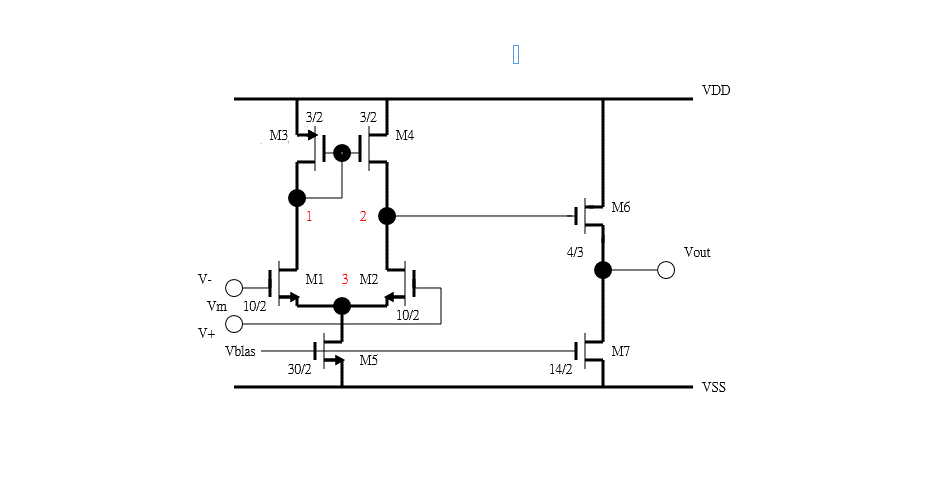 VDD
3/2 3/2
M3 M4
1 2 M6
4/3 Vout
V- M1 3 M2
Vm 10/2 10/2
V+
Vblas M5 M7
30/2 14/2
VSS